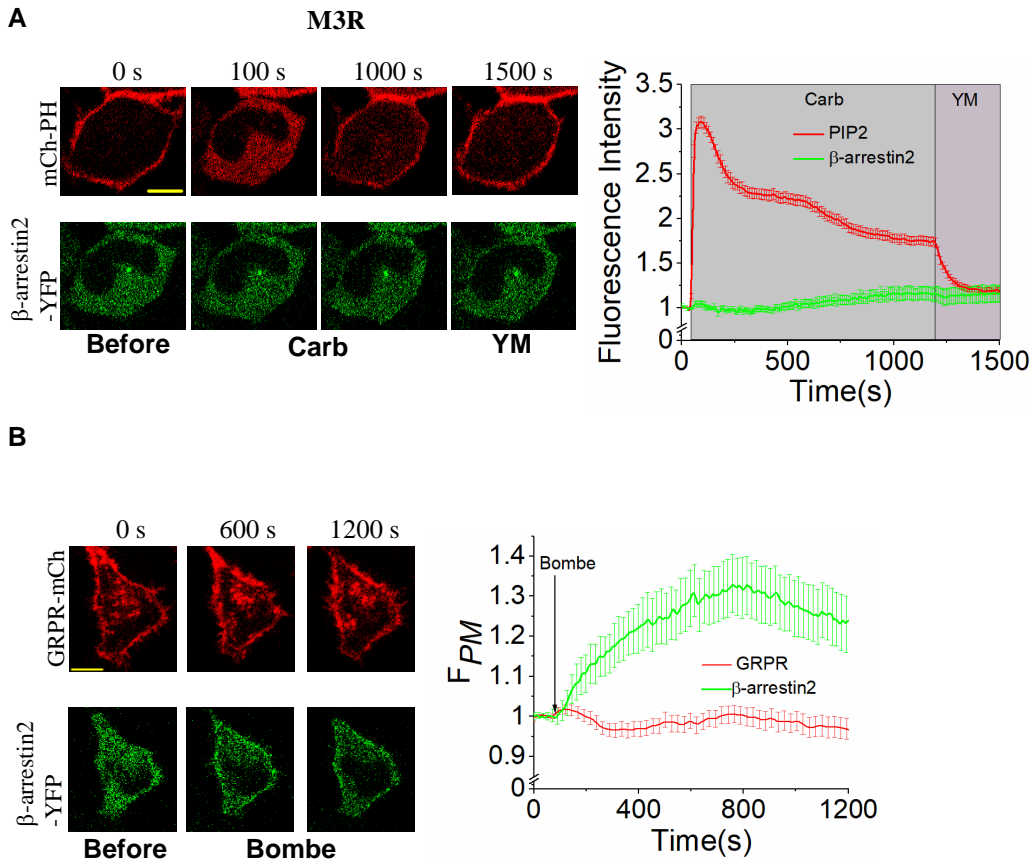 A
M3R
0 s
100 s
1000 s
1500 s
mCh-PH
β-arrestin2
-YFP
Before
Carb
YM
Fluorescence Intensity
3.5
3
2.5
2
1.5
1
0
Carb
YM
PIP2
β-arrestin2
0
500
1000
1500
Time(s)
B
0 s
600 s
1200 s
GRPR-mCh
β-arrestin2
-YFP
Before
Bombe
FPM
1.4
1.3
1.2
1.1
1
0.9
0
Bombe
GRPR
β-arrestin2
0
400
800
1200
Time(s)